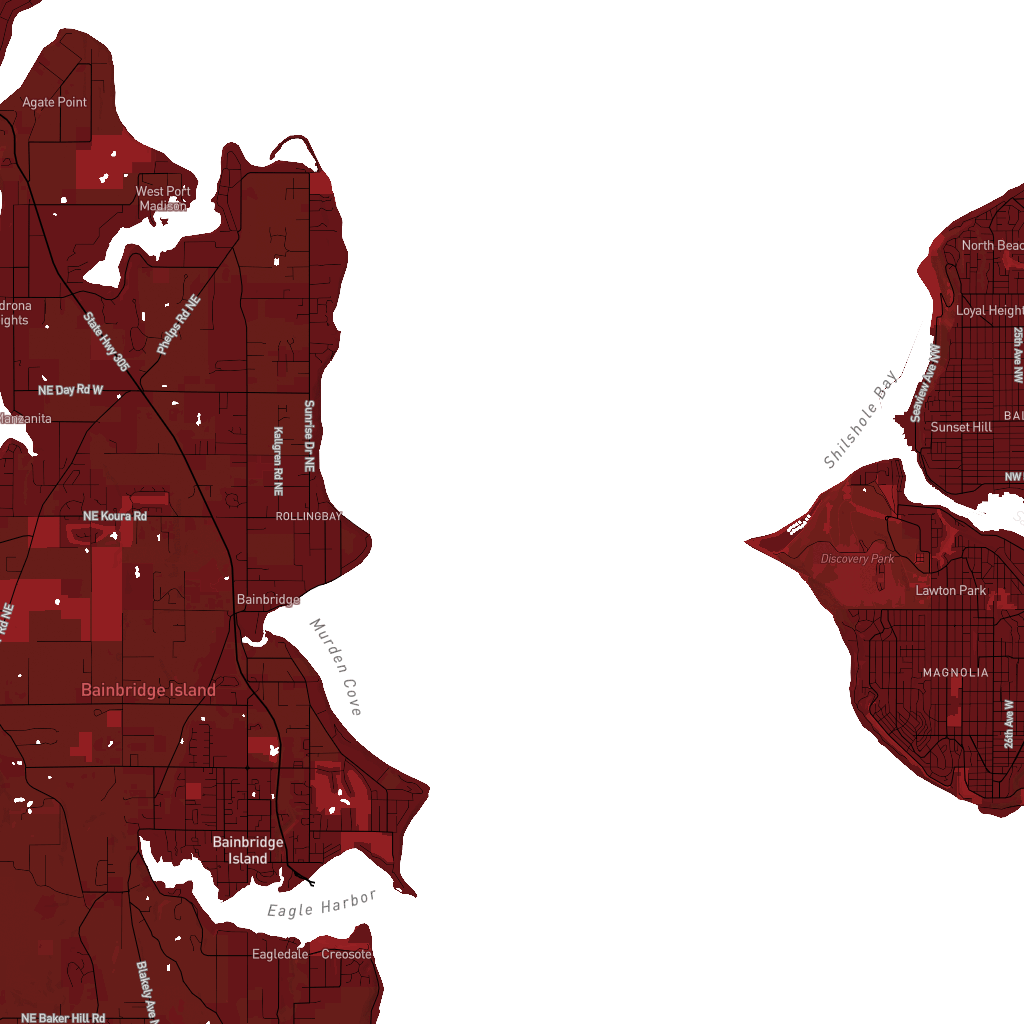 Agate Point
West Port
Madison
North Beac
drona
ights
State Hwy 305
Phelps Rd NE
Loyal Height
25th Ave NW
Seaview Ave NW
NE Day Rd W
Shilshole Bay
Manzanita
Sunrise Dr NE
Kallgren Rd NE
BAL
Sunset Hill
NW
NE Koura Rd
ROLLINGBAY
Discovery Park
Lawton Park
Bainbridge
Rd NE
Murden Cove
MAGNOLIA
Bainbridge Island
26th Ave W
Bainbridge
Island
Eagle Harbor
Eagledale
Creosote
Blakely Ave N
NE Baker Hill Rd